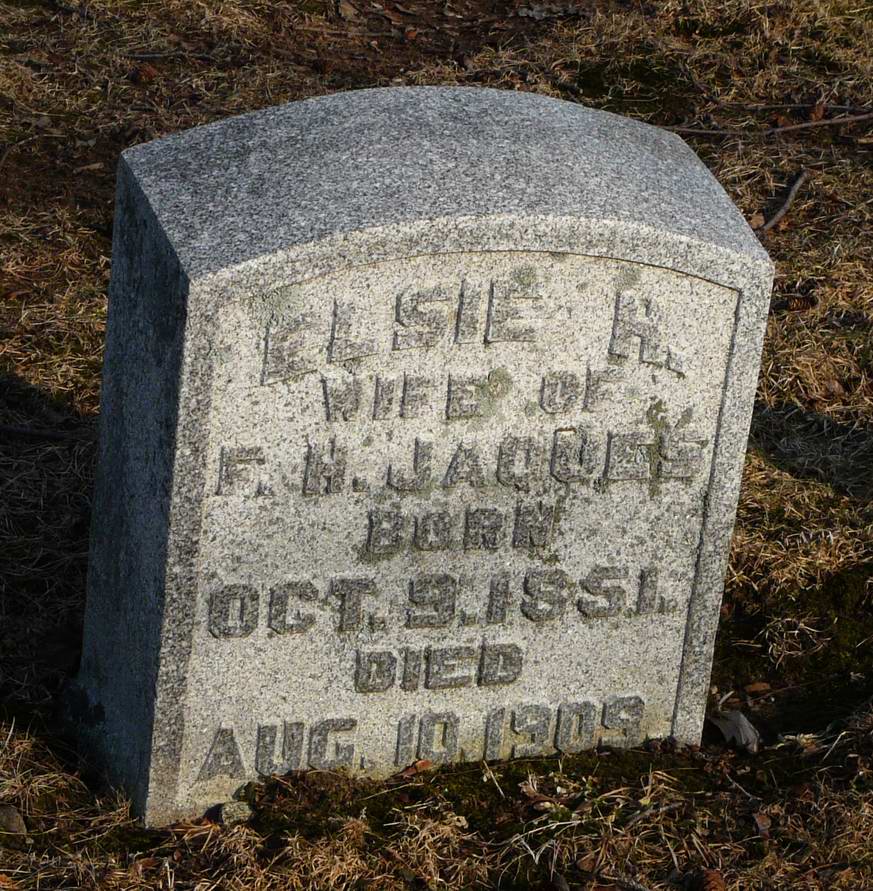 ELSIE R.
WIFE OF
F. H. JAQUES
BORN
OCT. 9. 1851.
DIED
AUG. 10 1909